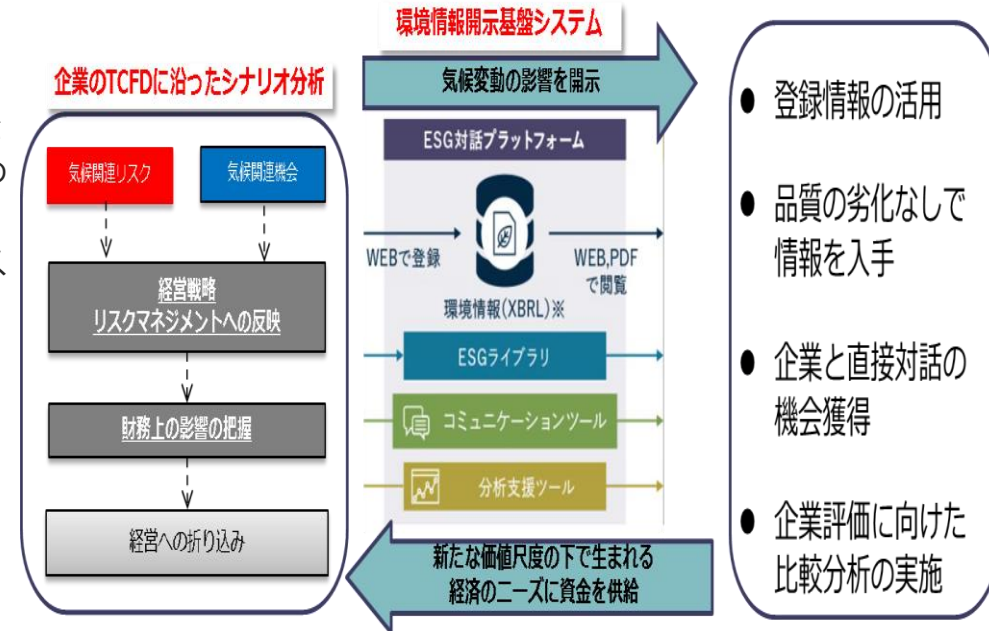 環境情報開示基盤システム
企業のTCFDに沿ったシナリオ分析
気候変動の影響を開示
気候関連リスク
気候関連機会
経営戦略
リスクマネジメントへの反映
財務上の影響の把握
経営への折り込み
ESG対話プラットフォーム
WEBで登録
WEB,PDF
で閲覧
環境情報(XBRL)※
ESGライブラリ
コミュニケーションツール
分析支援ツール
新たな価値尺度の下で生まれる
経済のニーズに資金を供給
● 登録情報の活用
● 品質の劣化なしで
情報を入手
● 企業と直接対話の
機会獲得
● 企業評価に向けた
比較分析の実施